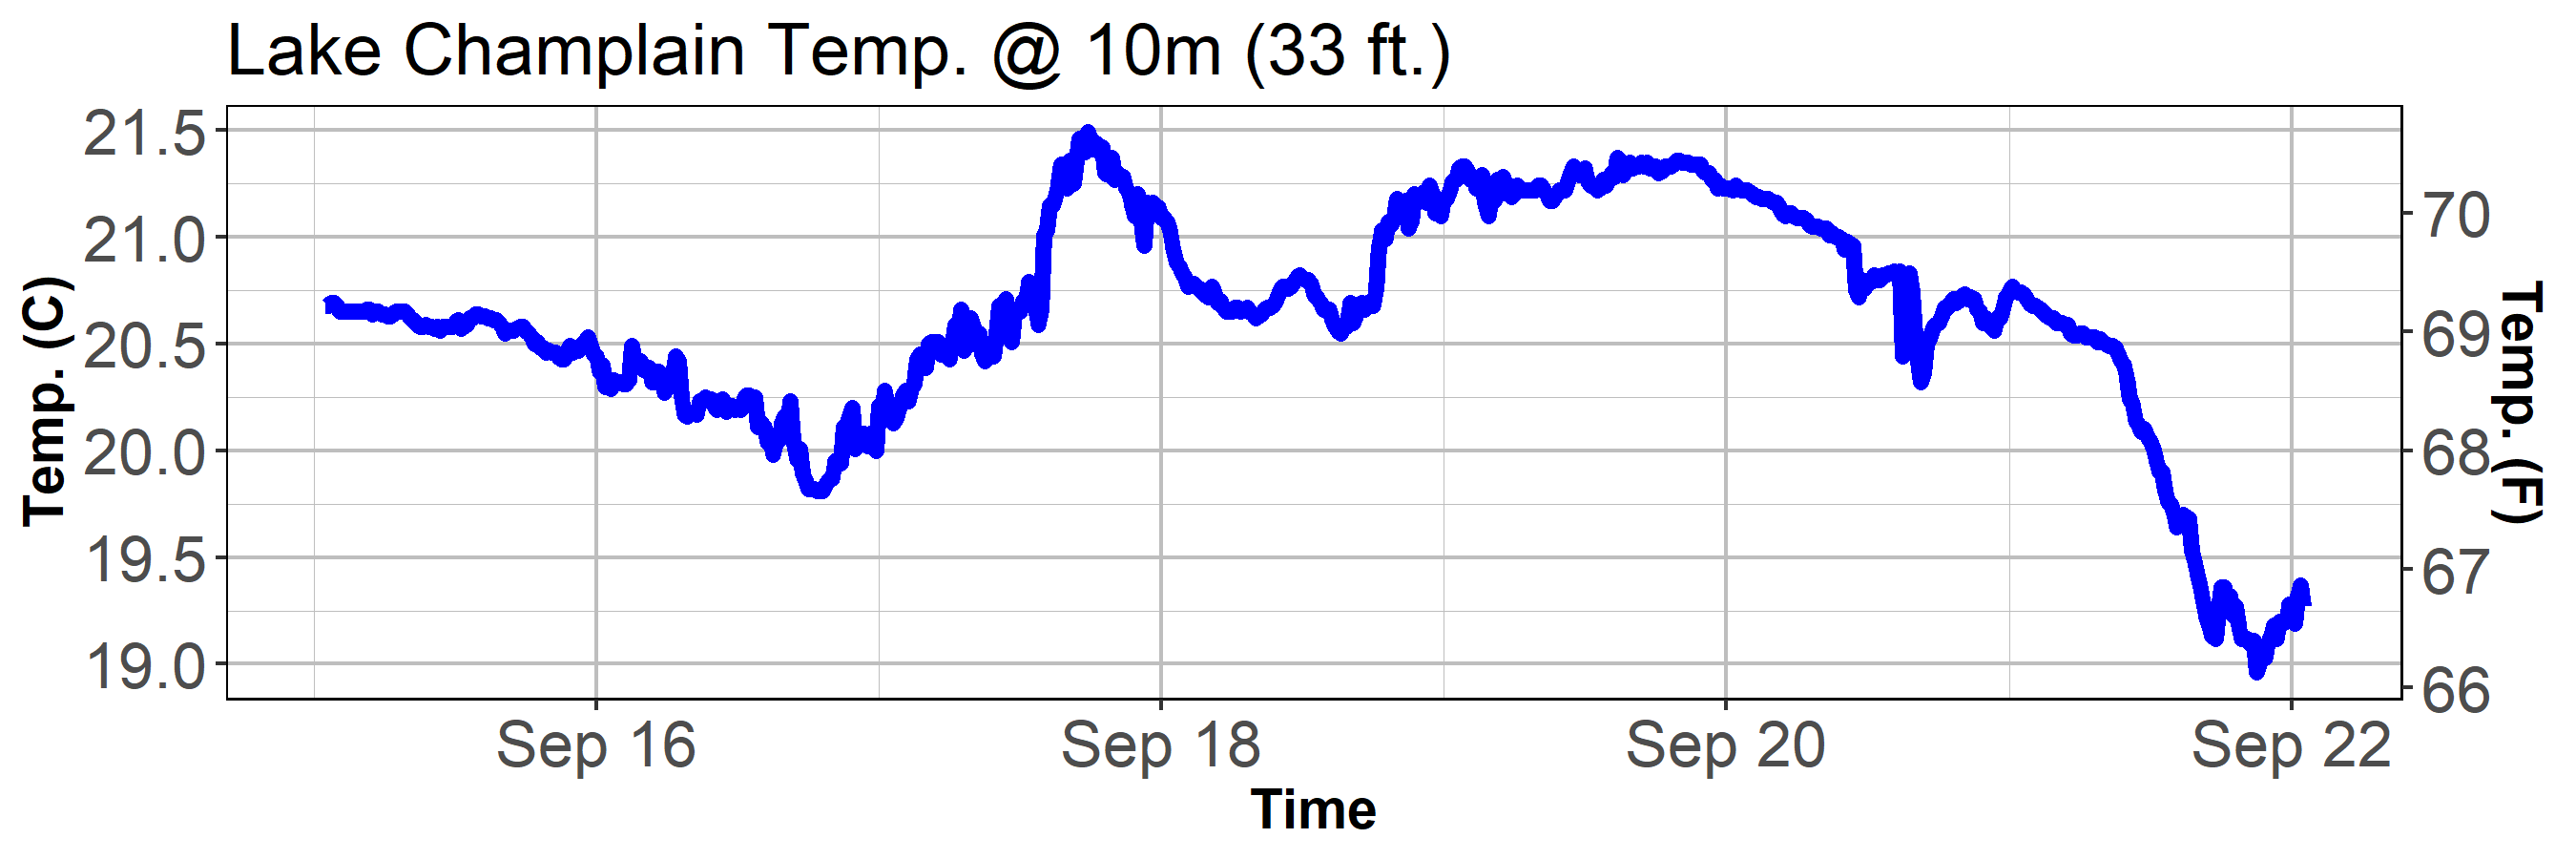 Lake Champlain Temp. @ 10m (33 ft.)
21.5
21.0
20.5
20.0
19.5
19.0
Temp. (C)
70
69
68
67
66
Temp. (F)
Sep 16
Sep 18
Sep 20
Sep 22
Time